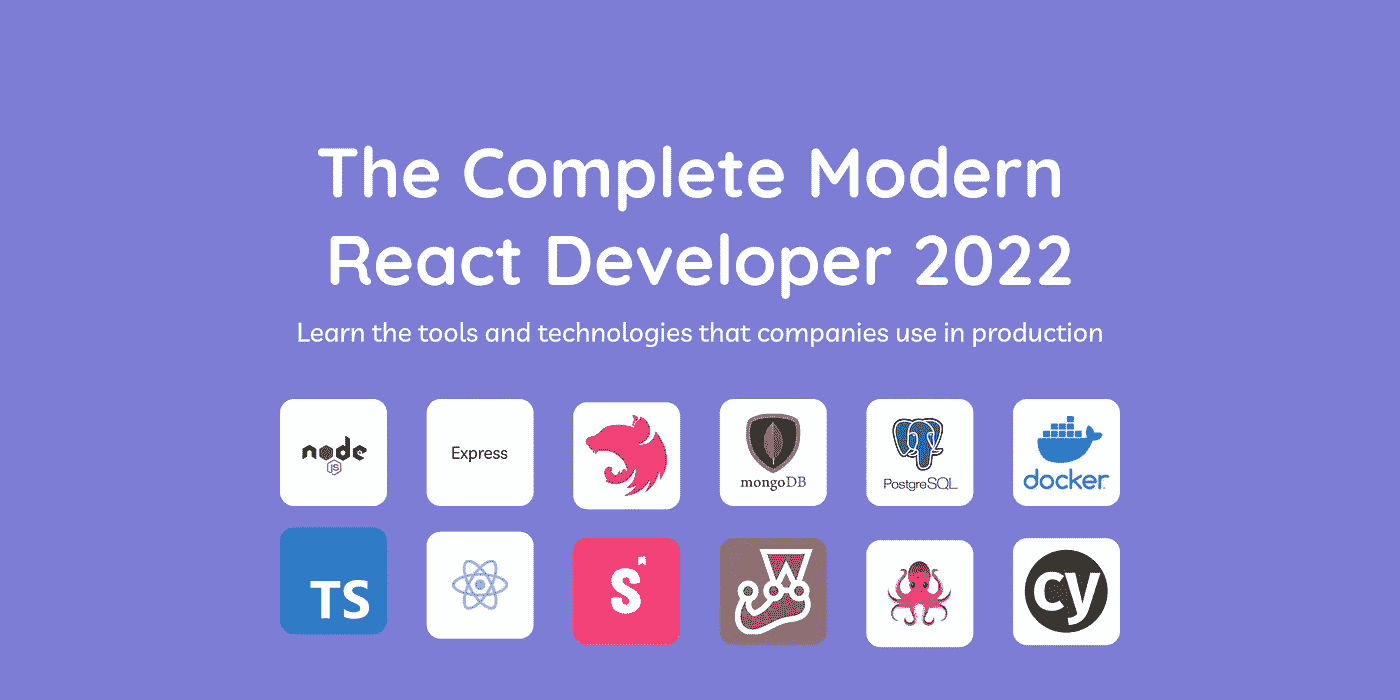 The Complete Modern
React Developer 2022
Learn the tools and technologies that companies use in production
node
JS
Express
mongoDB
PostgreSQL
docker
TS
S
cy